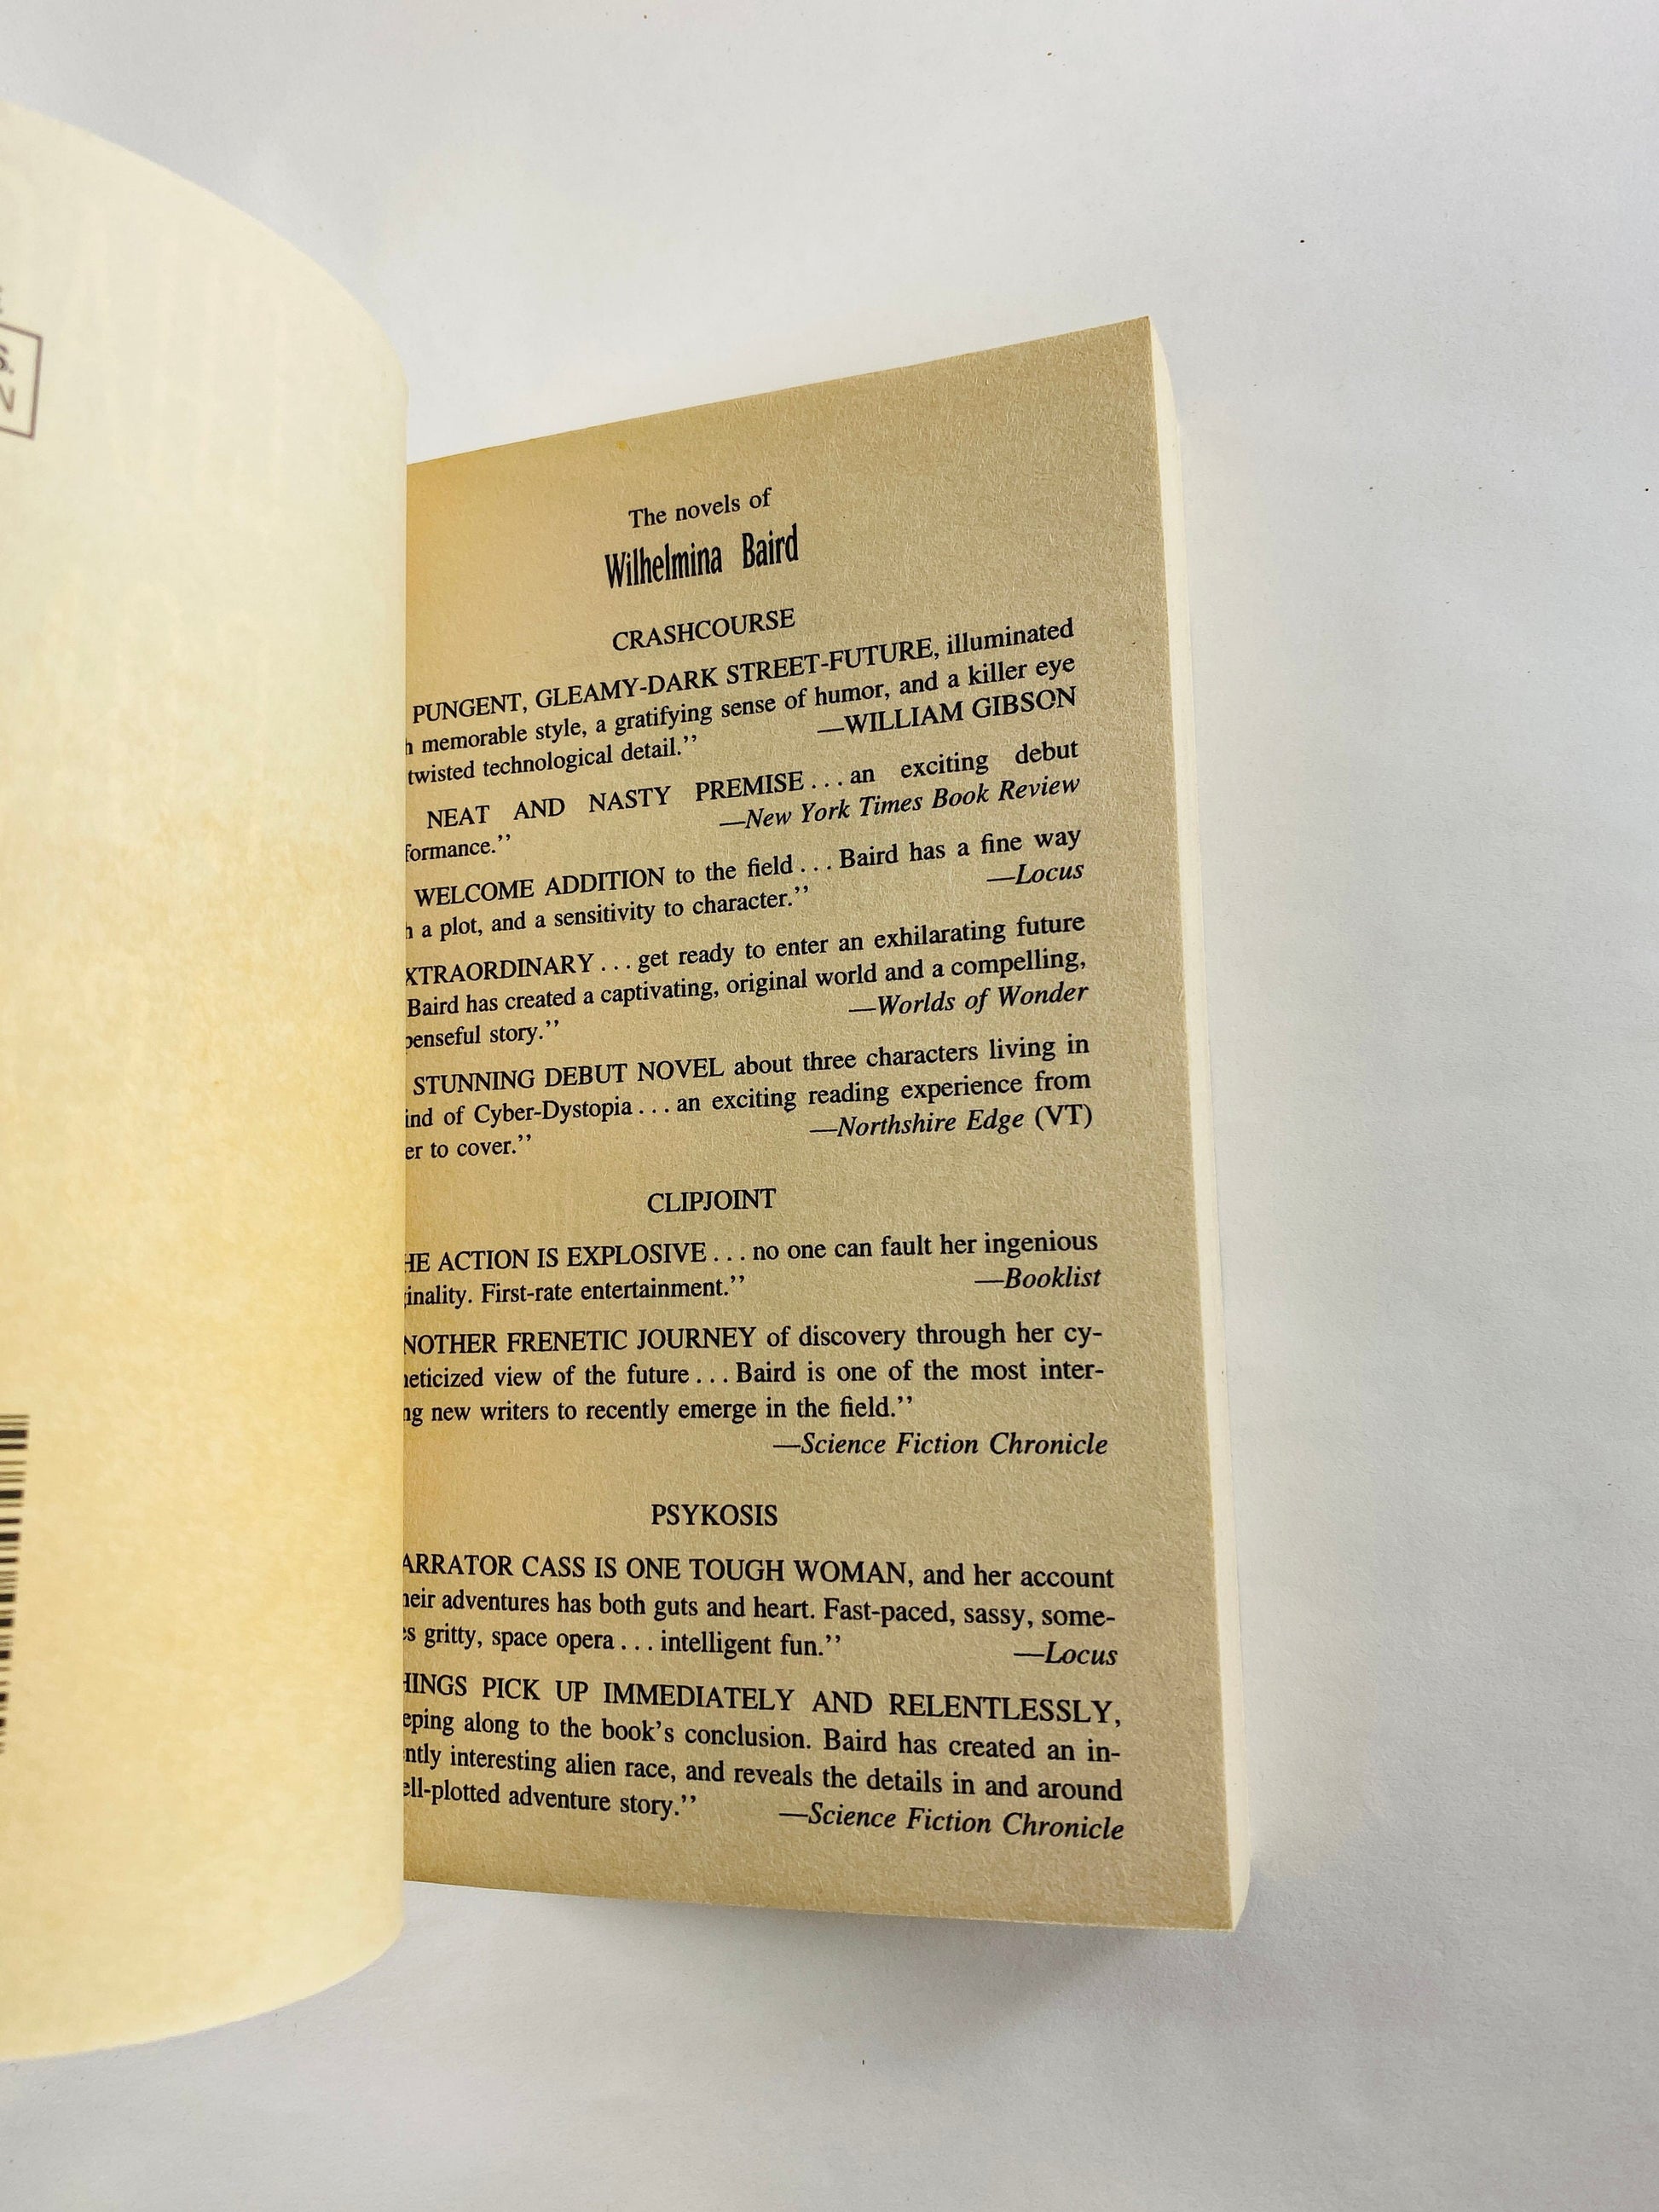 The novels of
Wilhelmina Baird
CRASHCOURSE
PUNGENT, GLEAMY-DARK STREET-FUTURE, illuminated
memorable style, a gratifying sense of humor, and a killer eye
twisted technological detail.’’ —WILLIAM GIBSON
NEAT AND NASTY PREMISE... an exciting debut
formance.’’ —New York Times Book Review
WELCOME ADDITION to the field... Baird has a fine way
a plot, and a sensitivity to character.’’ —Locus
XTRAORDINARY... get ready to enter an exhilarating future
Baird has created a captivating, original world and a compelling,
penseful story.’’ —Worlds of Wonder
STUNNING DEBUT NOVEL about three characters living in
ind of Cyber-Dystopia... an exciting reading experience from
er to cover.’’ —Northshire Edge (VT)
CLIPJOINT
HE ACTION IS EXPLOSIVE... no one can fault her ingenious
inality. First-rate entertainment.’’ —Booklist
NOTHER FRENETIC JOURNEY of discovery through her cy-
eticized view of the future... Baird is one of the most inter-
ng new writers to recently emerge in the field.’’
—Science Fiction Chronicle
PSYKOSIS
ARRATOR CASS IS ONE TOUGH WOMAN, and her account
heir adventures has both guts and heart. Fast-paced, sassy, some-
s gritty, space opera... intelligent fun.’’ —Locus
HINGS PICK UP IMMEDIATELY AND RELENTLESSLY,
eping along to the book’s conclusion. Baird has created an in-
ntly interesting alien race, and reveals the details in and around
ell-plotted adventure story.’’ —Science Fiction Chronicle